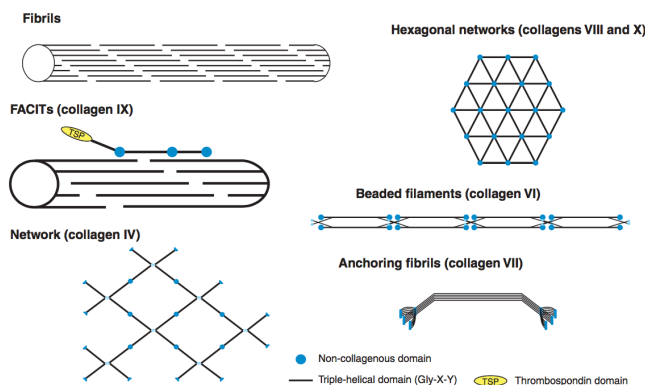 Fibrils
FACITs (collagen IX)
TSP
Network (collagen IV)
Hexagonal networks (collagens VIII and X)
Beaded filaments (collagen VI)
Anchoring fibrils (collagen VII)
Non-collagenous domain
Triple-helical domain (Gly-X-Y)
TSP Thrombospondin domain